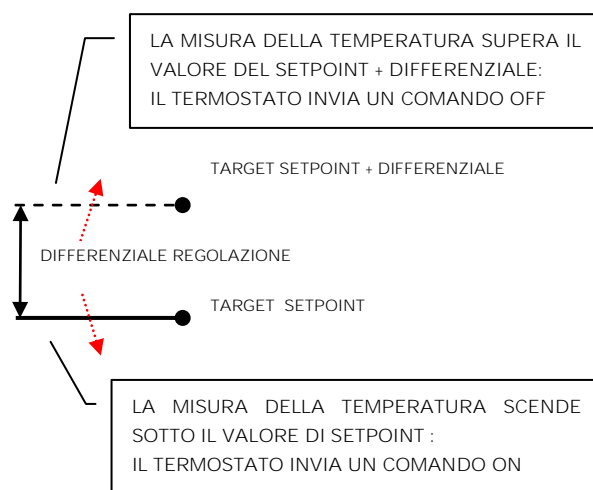 LA MISURA DELLA TEMPERATURA SUPERA IL
VALORE DEL SETPOINT + DIFFERENZIALE:
IL TERMOSTATO INVIA UN COMANDO OFF
TARGET SETPOINT + DIFFERENZIALE
DIFFERENZIALE REGOLAZIONE
TARGET SETPOINT
LA MISURA DELLA TEMPERATURA SCENDE
SOTTO IL VALORE DI SETPOINT :
IL TERMOSTATO INVIA UN COMANDO ON